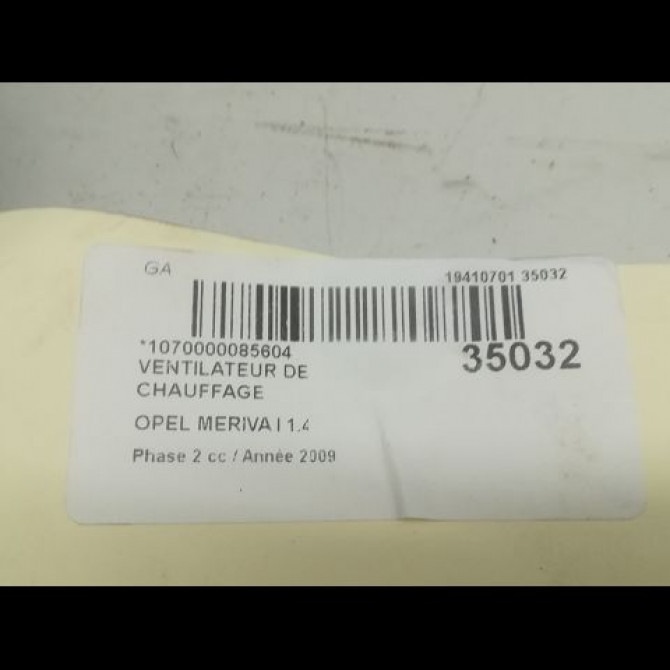 GA
19410701 35032
*1070000085604
35032
VENTILATEUR DE
CHAUFFAGE
OPEL MERIVA I 1.4
Phase 2 cc / Année 2009